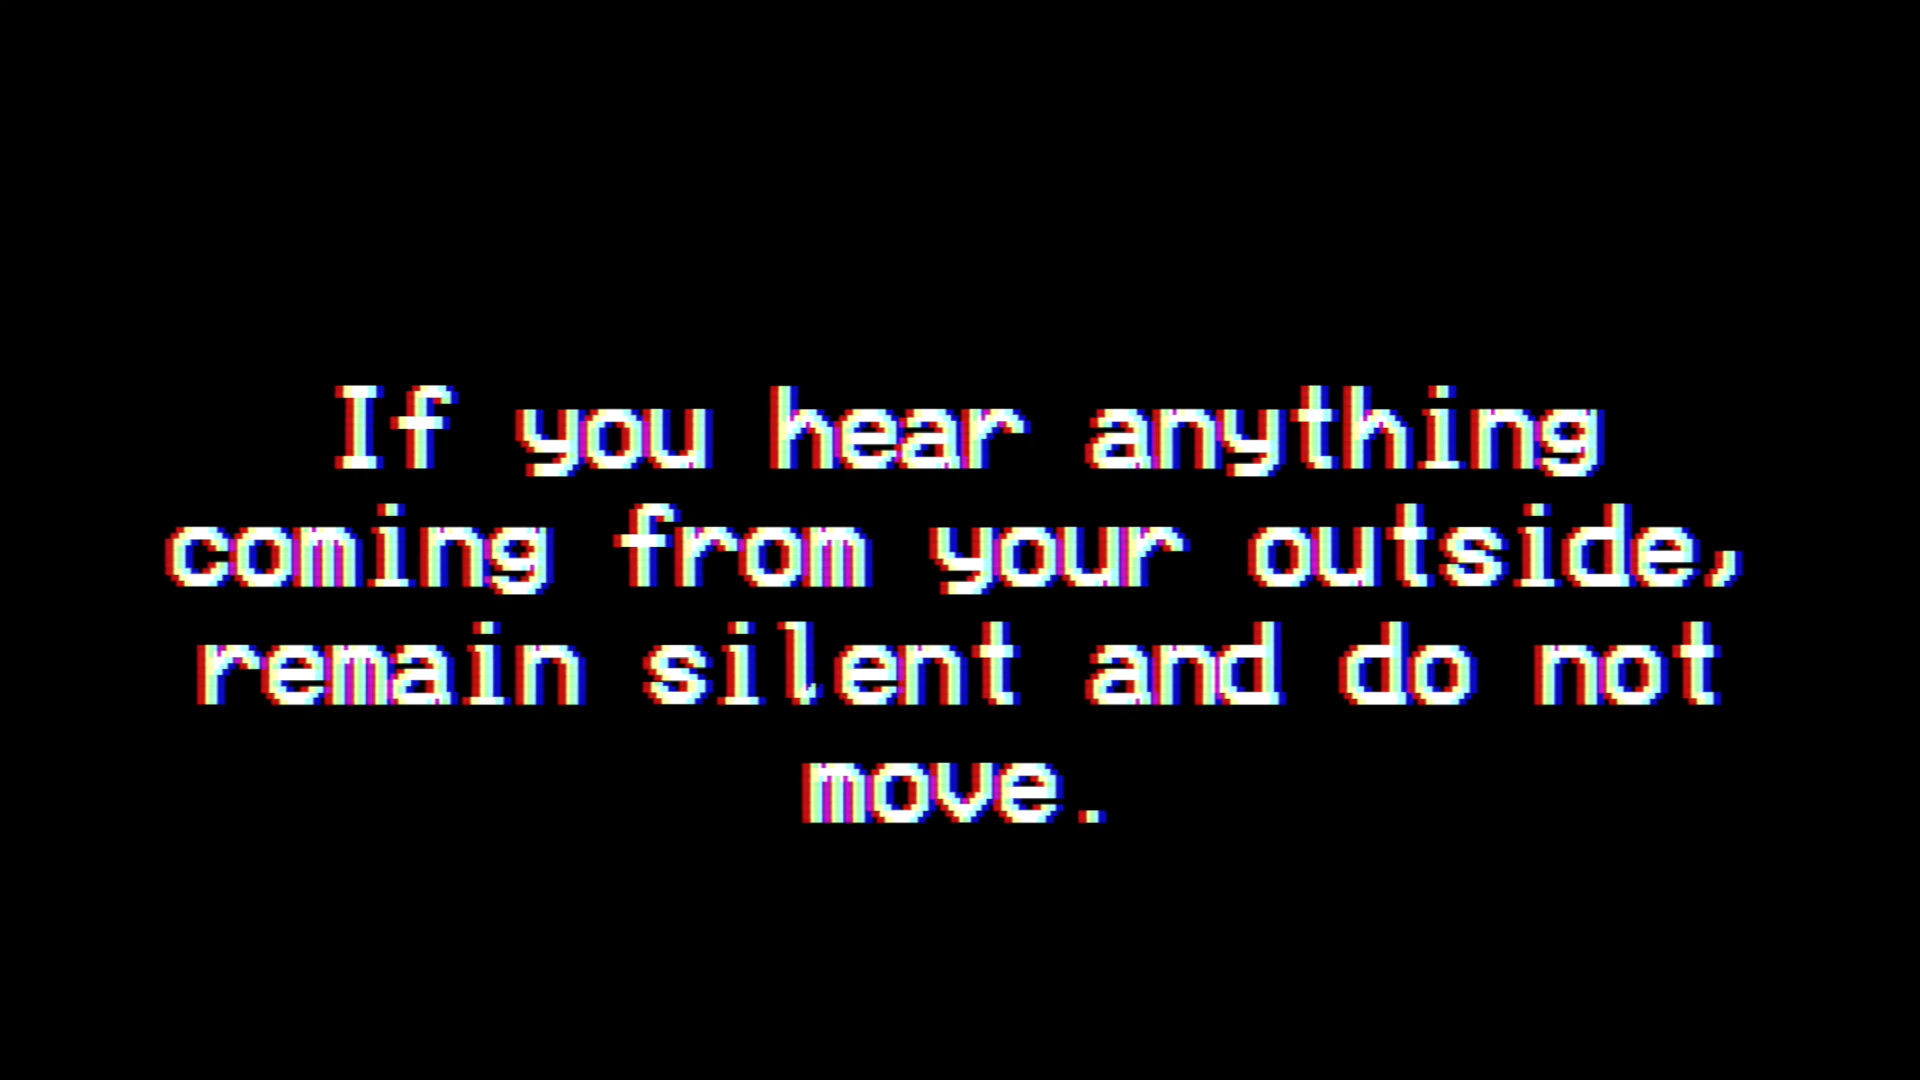 If you hear anything
coming from your outside,
remain silent and do not
move.